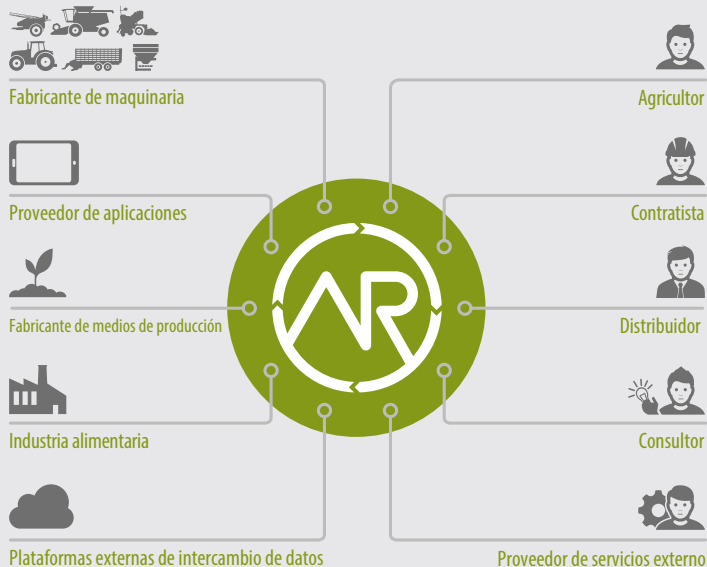 Fabricante de maquinaria
Agricultor
Proveedor de aplicaciones
Contratista
Fabricante de medios de producción
Distribuidor
Industria alimentaria
Consultor
Plataformas externas de intercambio de datos
Proveedor de servicios externo
AR